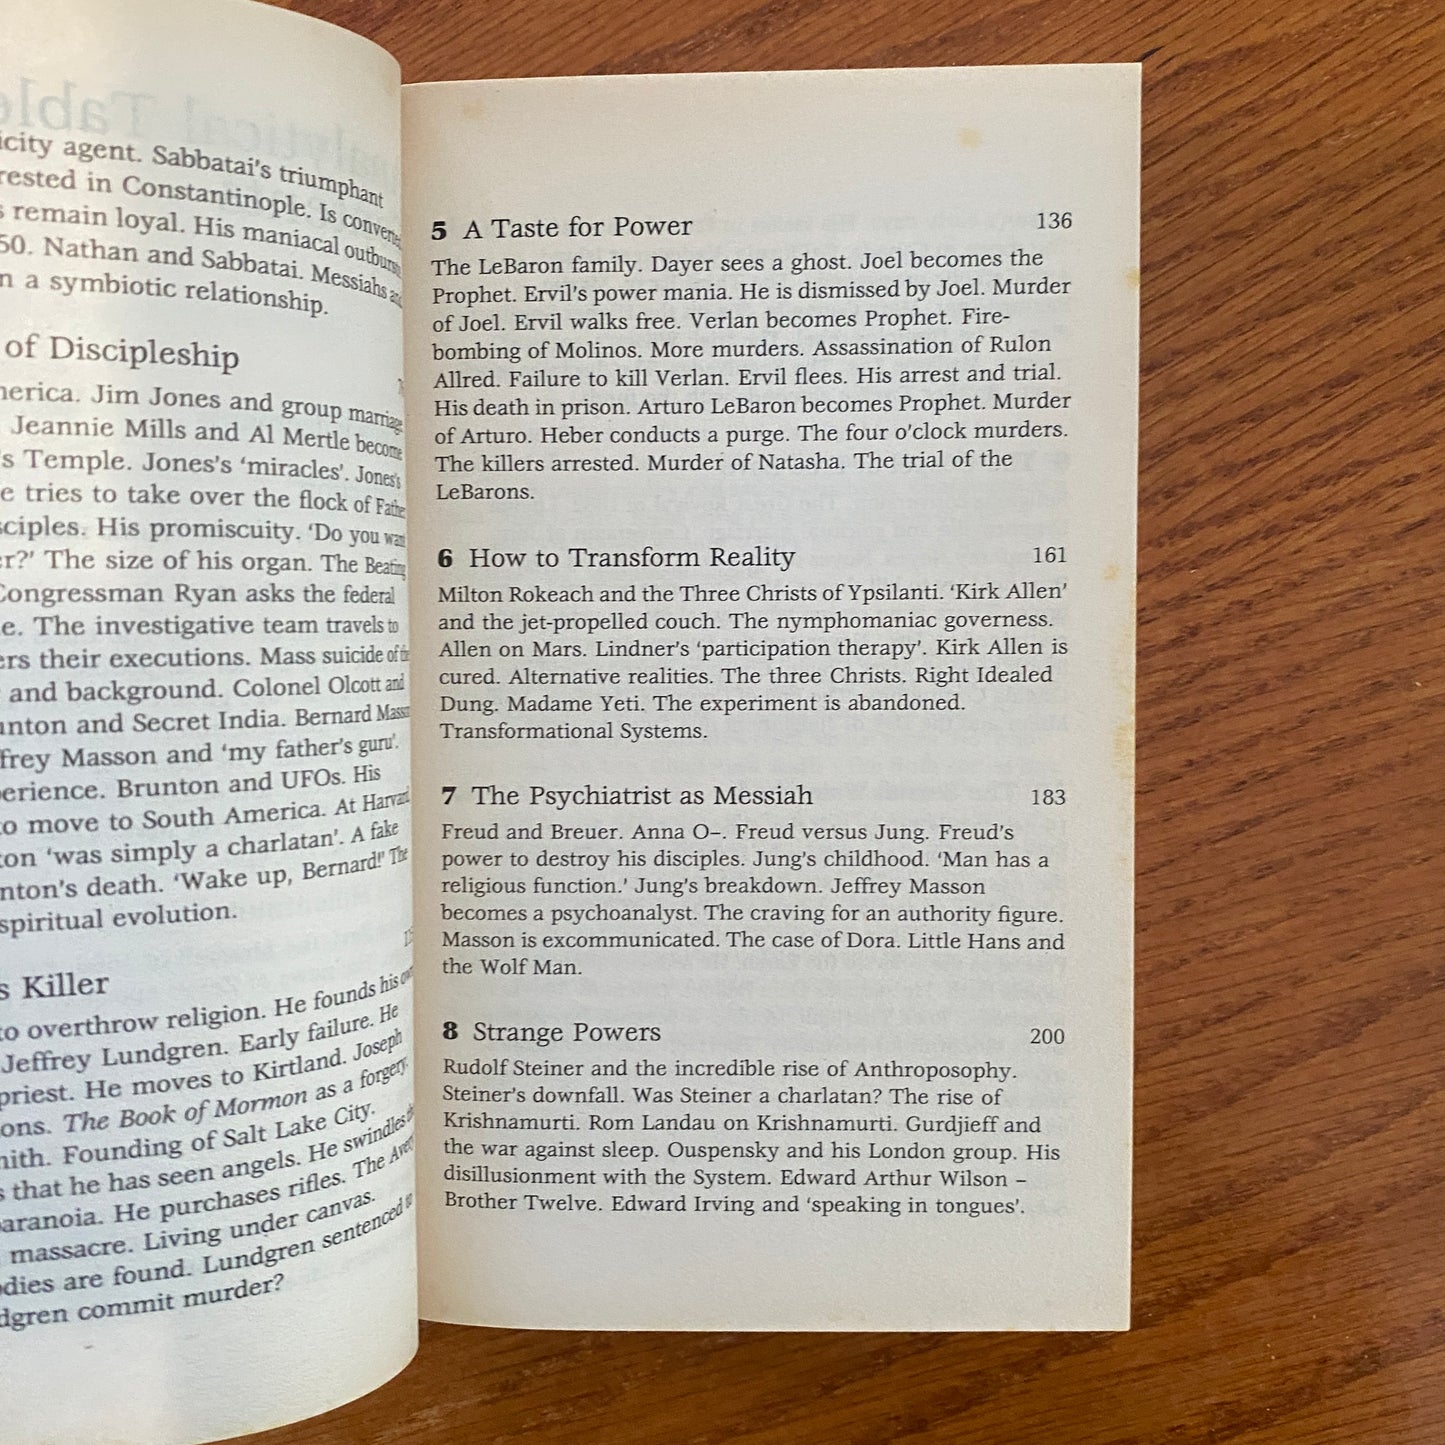 icity agent. Sabbatai's triumphant
rested in Constantinople. Is converted
s remain loyal. His maniacal outbursts
50. Nathan and Sabbatai. Messiahs and
n a symbiotic relationship.
of Discipleship
merica. Jim Jones and group marriage.
Jeannie Mills and Al Mertle become
's Temple. Jones's 'miracles'. Jones's
e tries to take over the flock of Father
sciples. His promiscuity. 'Do you want
er?' The size of his organ. The Beating
Congressman Ryan asks the federal
e. The investigative team travels to
ers their executions. Mass suicide of the
and background. Colonel Olcott and
unton and Secret India. Bernard Masson
ffrey Masson and 'my father's guru'.
perience. Brunton and UFOs. His
to move to South America. At Harvard
ton 'was simply a charlatan'. A fake
unton's death. 'Wake up, Bernard!' The
spiritual evolution.
s Killer
to overthrow religion. He founds his own
Jeffrey Lundgren. Early failure. He
priest. He moves to Kirtland. Joseph
ons. The Book of Mormon as a forgery.
nith. Founding of Salt Lake City.
s that he has seen angels. He swindles the
paranoia. He purchases rifles. The Avery
massacre. Living under canvas.
odies are found. Lundgren sentenced to
dgren commit murder?
5 A Taste for Power 136
The LeBaron family. Dayer sees a ghost. Joel becomes the
Prophet. Ervil's power mania. He is dismissed by Joel. Murder
of Joel. Ervil walks free. Verlan becomes Prophet. Fire-
bombing of Molinos. More murders. Assassination of Rulon
Allred. Failure to kill Verlan. Ervil flees. His arrest and trial.
His death in prison. Arturo LeBaron becomes Prophet. Murder
of Arturo. Heber conducts a purge. The four o'clock murders.
The killers arrested. Murder of Natasha. The trial of the
LeBarons.
6 How to Transform Reality 161
Milton Rokeach and the Three Christs of Ypsilanti. 'Kirk Allen'
and the jet-propelled couch. The nymphomaniac governess.
Allen on Mars. Lindner's 'participation therapy'. Kirk Allen is
cured. Alternative realities. The three Christs. Right Idealed
Dung. Madame Yeti. The experiment is abandoned.
Transformational Systems.
7 The Psychiatrist as Messiah 183
Freud and Breuer. Anna O–. Freud versus Jung. Freud's
power to destroy his disciples. Jung's childhood. 'Man has a
religious function.' Jung's breakdown. Jeffrey Masson
becomes a psychoanalyst. The craving for an authority figure.
Masson is excommunicated. The case of Dora. Little Hans and
the Wolf Man.
8 Strange Powers 200
Rudolf Steiner and the incredible rise of Anthroposophy.
Steiner's downfall. Was Steiner a charlatan? The rise of
Krishnamurti. Rom Landau on Krishnamurti. Gurdjieff and
the war against sleep. Ouspensky and his London group. His
disillusionment with the System. Edward Arthur Wilson –
Brother Twelve. Edward Irving and 'speaking in tongues'.